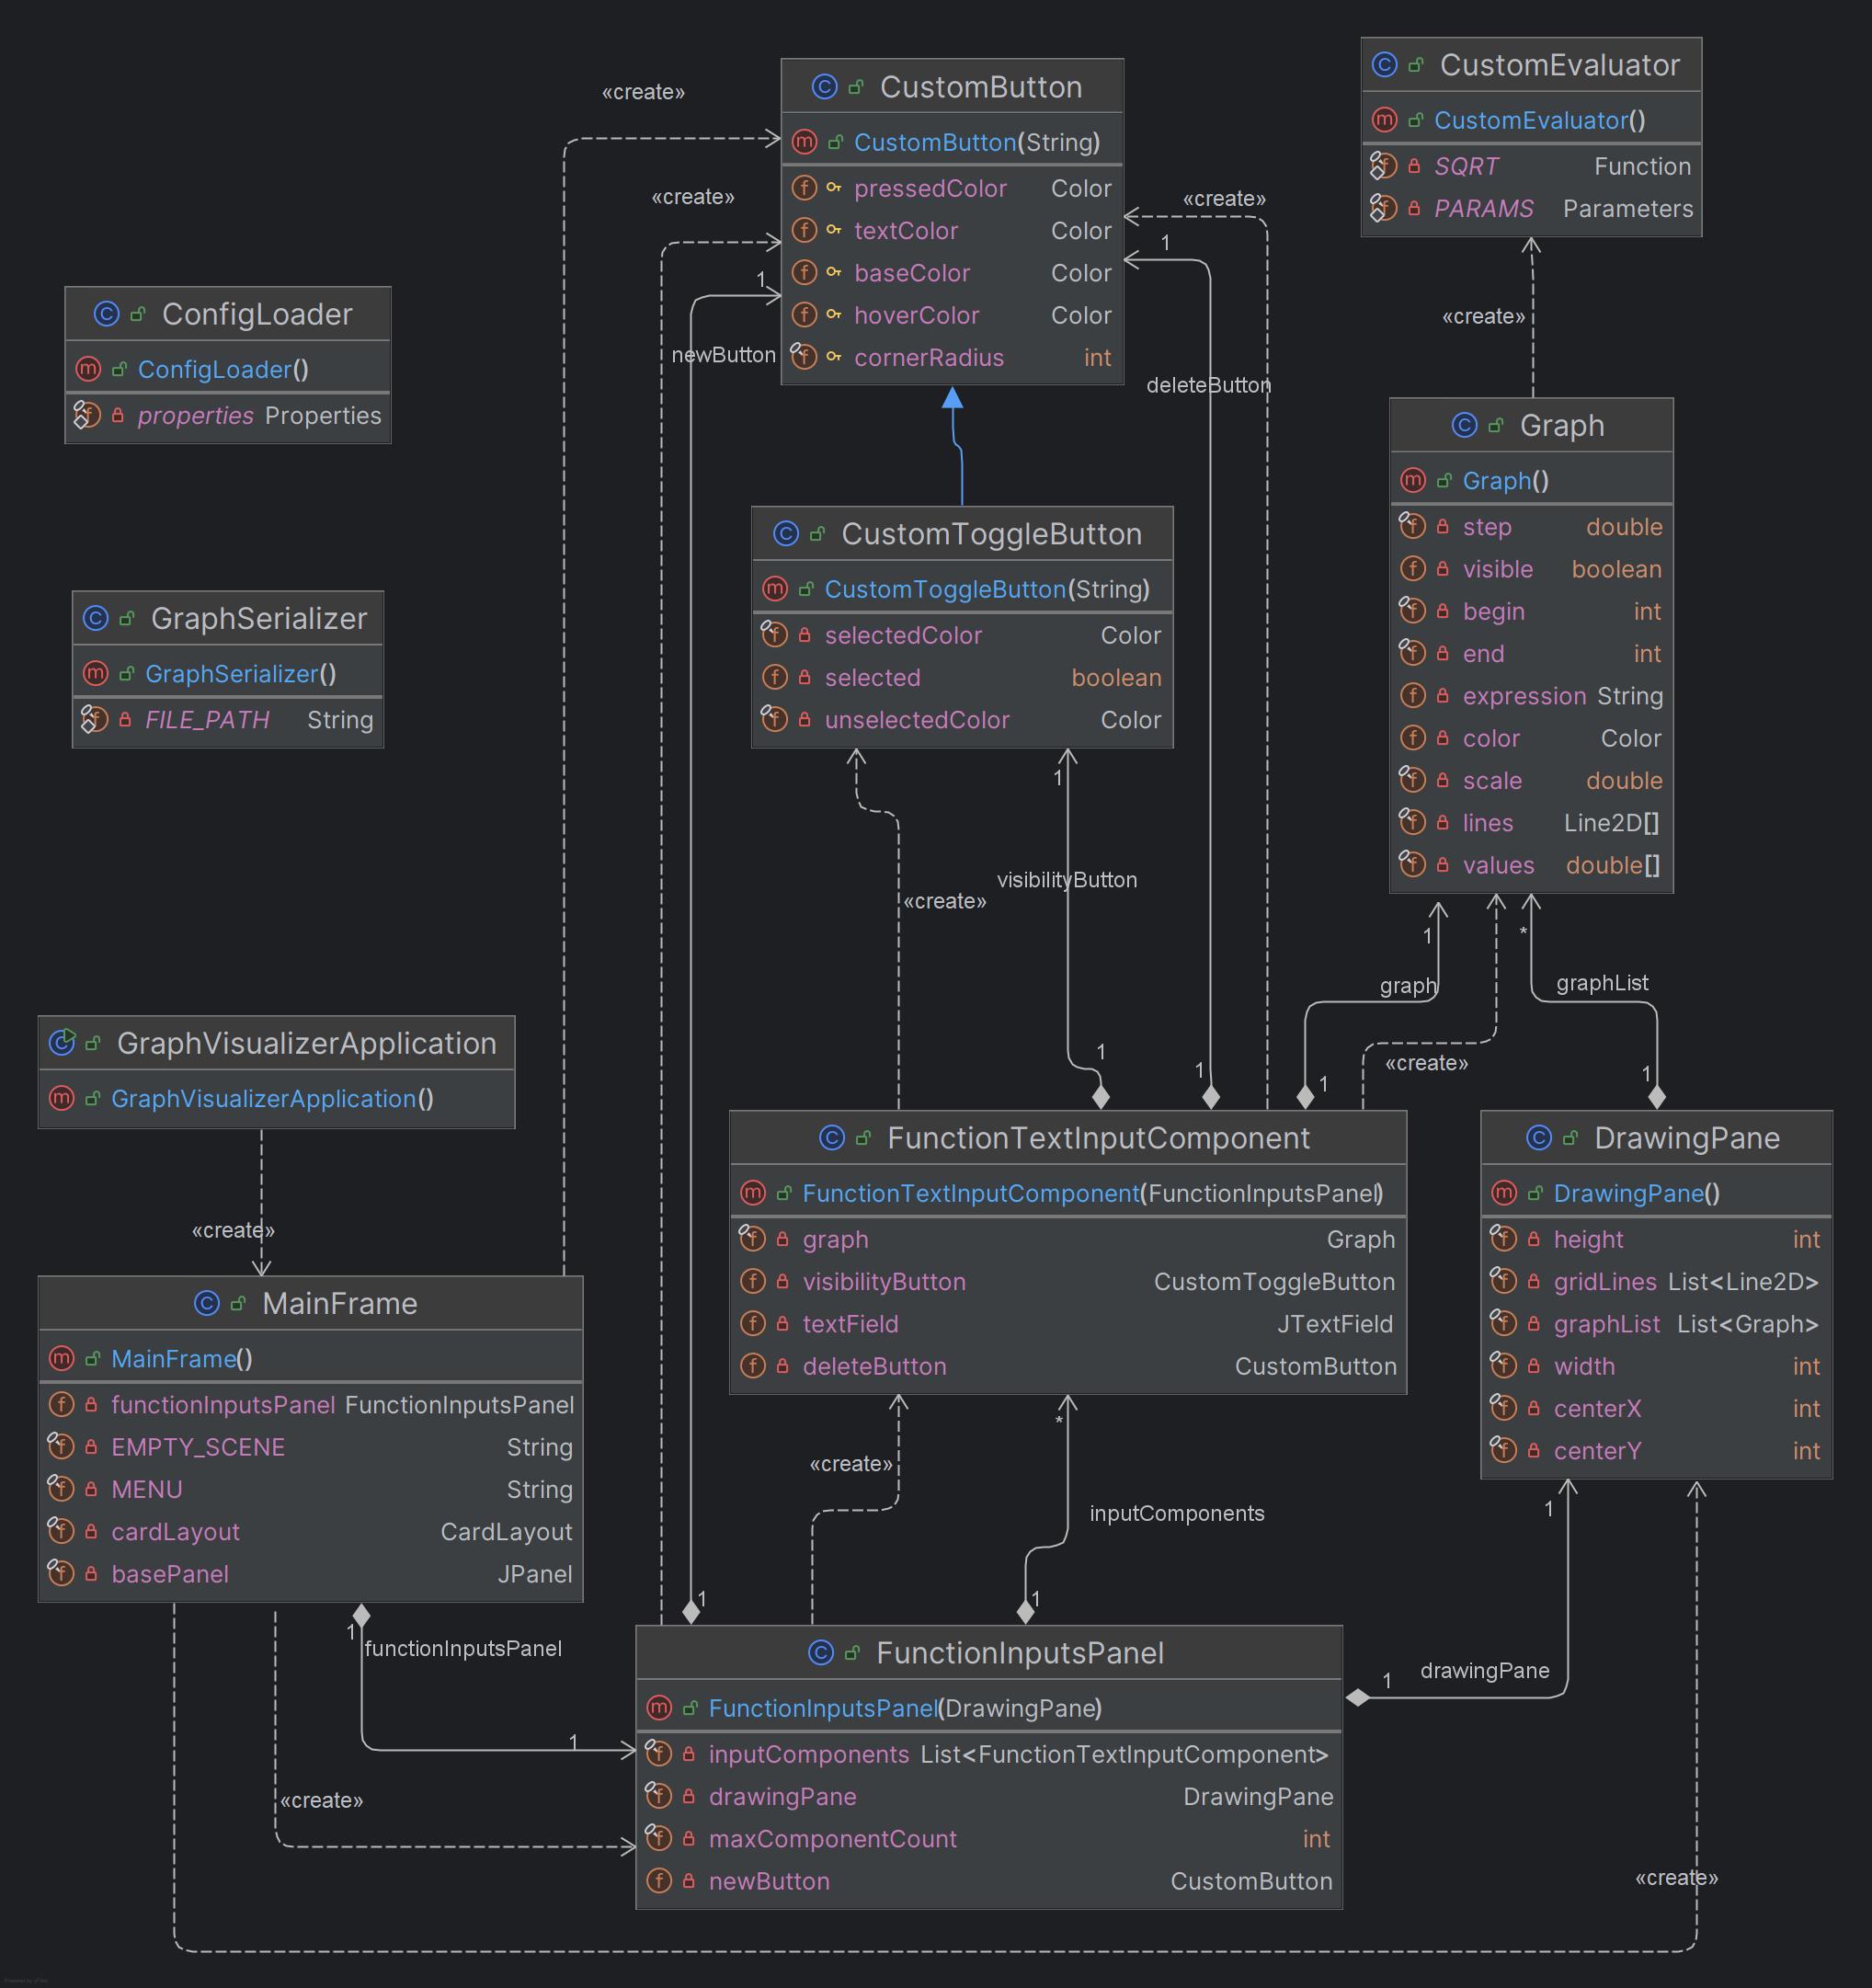 CustomButton
CustomButton(String)
pressedColor Color
textColor Color
baseColor Color
hoverColor Color
cornerRadius int
CustomEvaluator
CustomEvaluator()
SQRT Function
PARAMS Parameters
«create»
«create»
«create»
1
1
newButton
deleteButton
«create»
ConfigLoader
ConfigLoader()
properties Properties
Graph
Graph()
step double
visible boolean
begin int
end int
expression String
color Color
scale double
lines Line2D[]
values double[]
CustomToggleButton
CustomToggleButton(String)
selectedColor Color
selected boolean
unselectedColor Color
GraphSerializer
GraphSerializer()
FILE_PATH String
1
visibilityButton
«create»
1
*
graph
graphList
GraphVisualizerApplication
GraphVisualizerApplication()
1
1
1
«create»
1
FunctionTextInputComponent
FunctionTextInputComponent(FunctionInputsPanel)
graph Graph
visibilityButton CustomToggleButton
textField JTextField
deleteButton CustomButton
DrawingPane
DrawingPane()
height int
gridLines List<Line2D>
graphList List<Graph>
width int
centerX int
centerY int
«create»
MainFrame
MainFrame()
functionInputsPanel FunctionInputsPanel
EMPTY_SCENE String
MENU String
cardLayout CardLayout
basePanel JPanel
*
«create»
inputComponents
1
1
1
1
functionInputsPanel
FunctionInputsPanel
FunctionInputsPanel(DrawingPane)
inputComponents List<FunctionTextInputComponent>
drawingPane DrawingPane
maxComponentCount int
newButton CustomButton
1
drawingPane
1
«create»
«create»